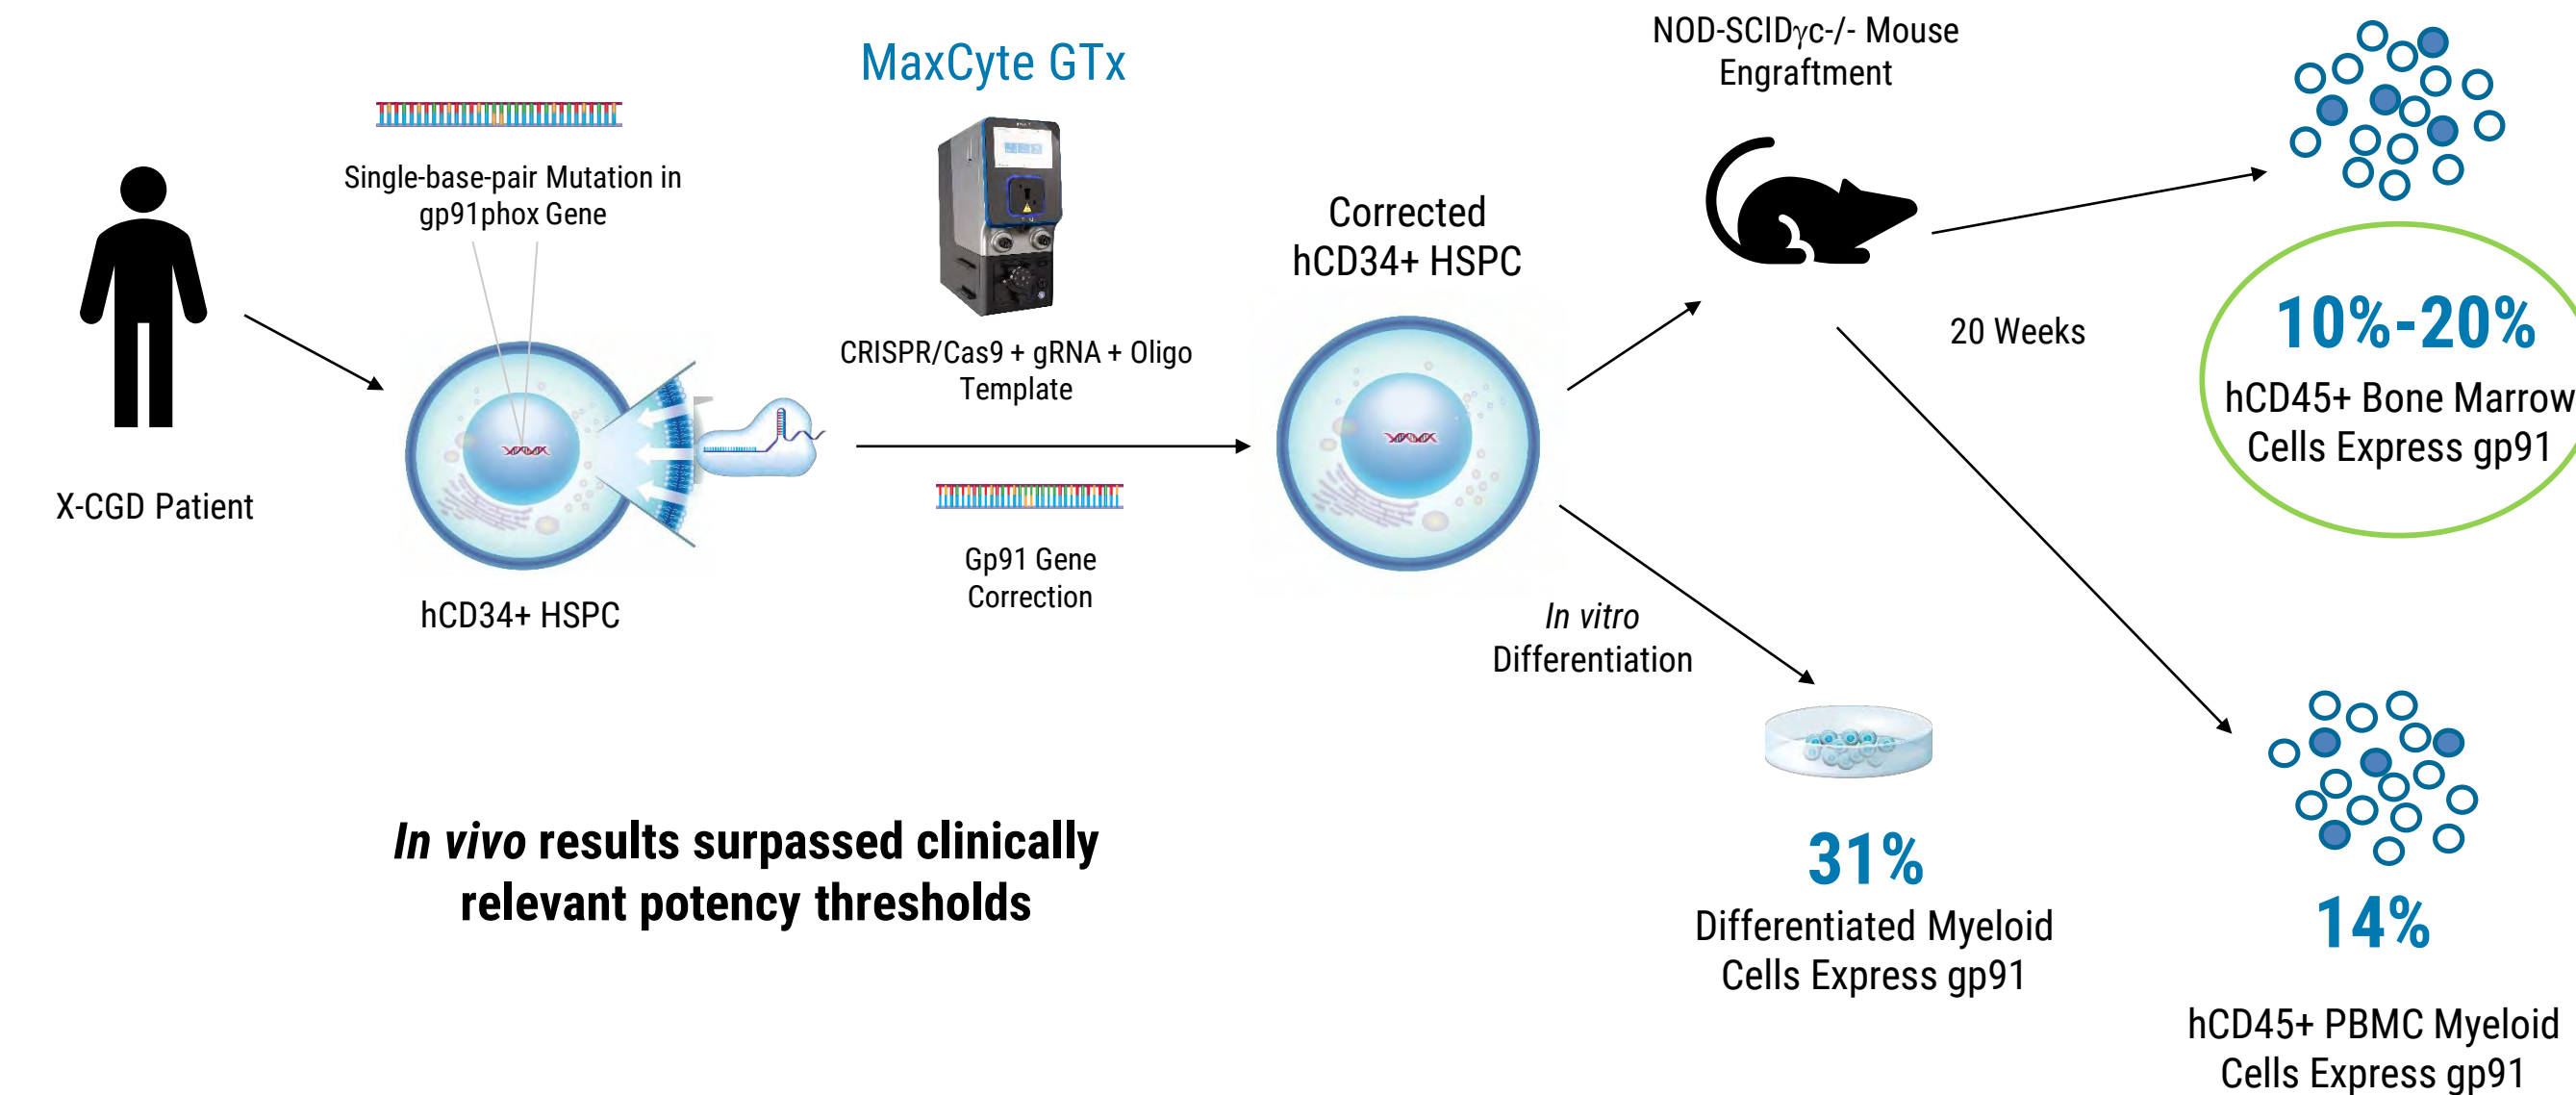 X-CGD Patient
Single-base-pair Mutation in
gp91phox Gene
hCD34+ HSPC
MaxCyte GTx
CRISPR/Cas9 + gRNA + Oligo
Template
Gp91 Gene
Correction
Corrected
hCD34+ HSPC
NOD-SCIDγc-/- Mouse
Engraftment
20 Weeks
10%-20%
hCD45+ Bone Marrow
Cells Express gp91
In vitro
Differentiation
31%
Differentiated Myeloid
Cells Express gp91
14%
hCD45+ PBMC Myeloid
Cells Express gp91
In vivo results surpassed clinically
relevant potency thresholds